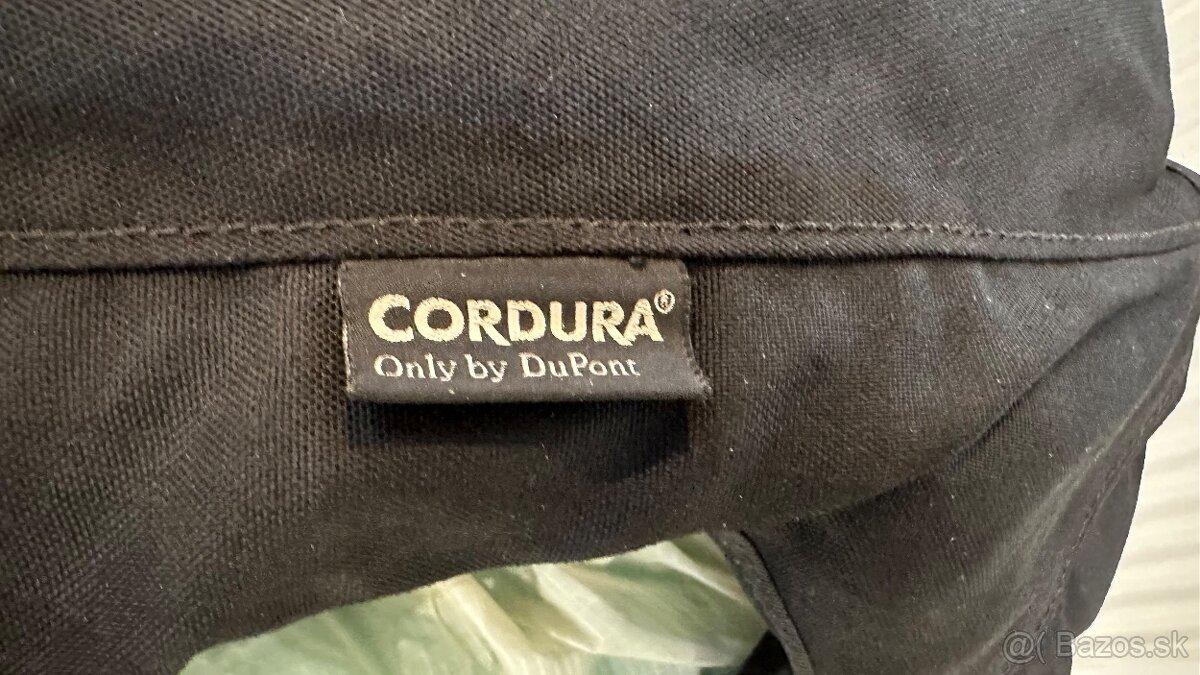 CORDURA®
Only by DuPont
@( Bazos.sk